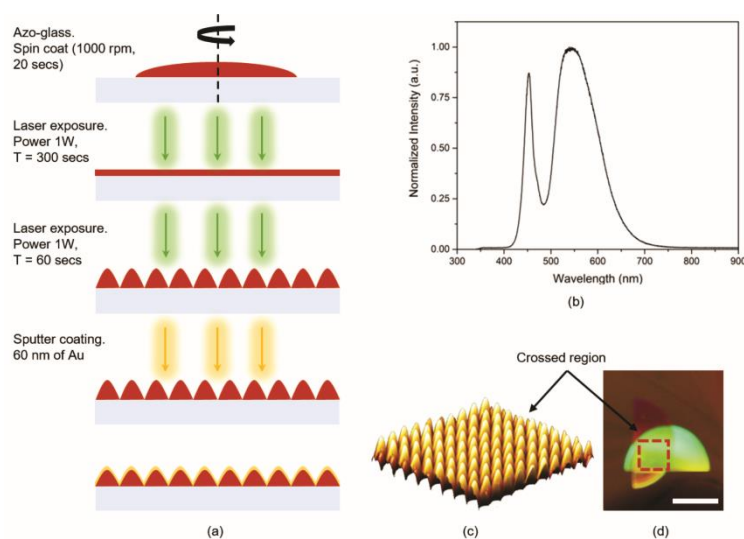 Azo-glass.
Spin coat (1000 rpm,
20 secs)
Laser exposure.
Power 1W,
T = 300 secs
Laser exposure.
Power 1W,
T = 60 secs
Sputter coating.
60 nm of Au
(a)
Normalized Intensity (a.u.)
1.00
0.75
0.50
0.25
0.00
300
400
500
600
700
800
900
Wavelength (nm)
(b)
Crossed region
(c)
(d)